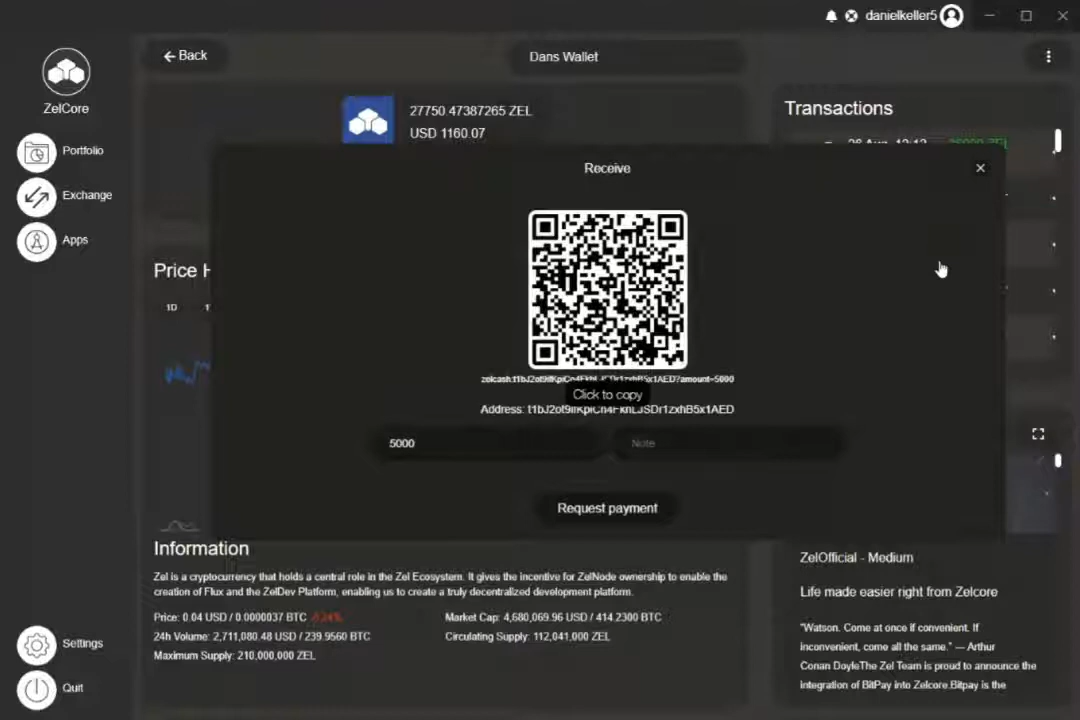 danielkeller5
Back
Dans Wallet
ZelCore
27750.47387265 ZEL
USD 1160.07
Transactions
Portfolio
Receive
Exchange
Apps
Price H
1D
Click to copy
5000
Note
Request payment
Information
Zel is a cryptocurrency that holds a central role in the Zel Ecosystem. It gives the incentive for ZelNode ownership to enable the
creation of Flux and the ZelDev Platform, enabling us to create a truly decentralized development platform.
Price: 0.04 USD / 0.0000037 BTC
Market Cap: 4,680,069.96 USD / 414.2300 BTC
24h Volume: 2,711,080.48 USD / 239.9560 BTC
Circulating Supply: 112,041,000 ZEL
Maximum Supply: 210,000,000 ZEL
ZelOfficial - Medium
Life made easier right from Zelcore
"Watson. Come at once if convenient. If
inconvenient, come all the same." — Arthur
Conan DoyleThe Zel Team is proud to announce the
integration of BitPay into Zelcore.Bitpay is the
Settings
Quit